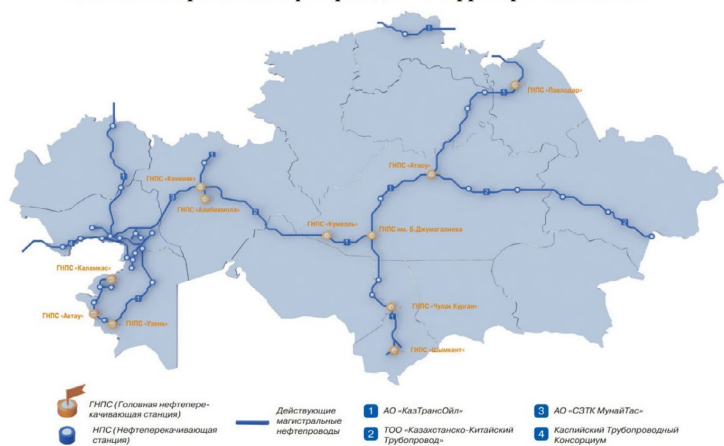 ГНПС «Павлодар»
ГНПС «Атасу»
ГНПС «Кенкияк»
ГНПС «Алибекмола»
ГНПС «Кумколь»
ГНПС им. Б.Джумагалиева
ГНПС «Каламкас»
ГНПС «Актау»
ГНПС «Узень»
ГНПС «Чулак Курган»
ГНПС «Шымкент»
ГНПС (Головная нефтепере-
качивающая станция)
НПС (Нефтеперекачивающая
станция)
Действующие
магистральные
нефтепроводы
1 АО «КазТрансОйл»
2 ТОО «Казахстанско-Китайский
Трубопровод»
3 АО «СЗТК МунайТас»
4 Каспийский Трубопроводный
Консорциум